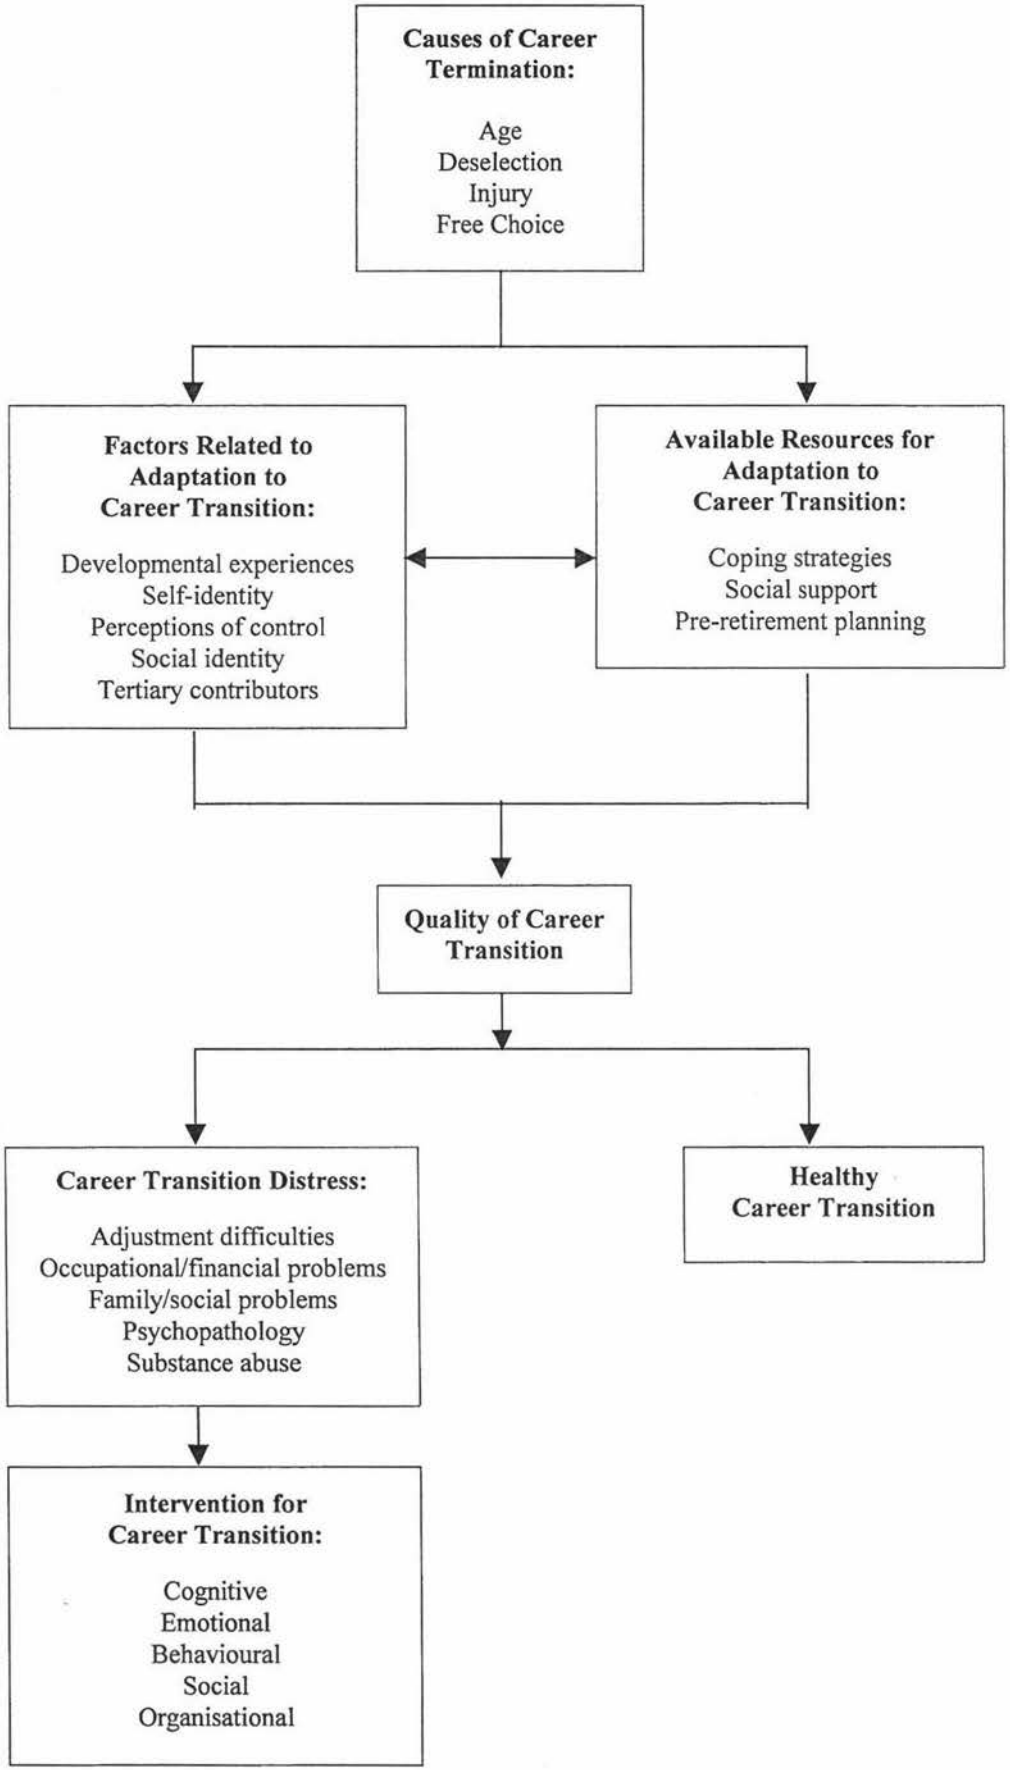 Causes of Career
Termination:
Age
Deselection
Injury
Free Choice
Factors Related to
Adaptation to
Career Transition:
Developmental experiences
Self-identity
Perceptions of control
Social identity
Tertiary contributors
Available Resources for
Adaptation to
Career Transition:
Coping strategies
Social support
Pre-retirement planning
Quality of Career
Transition
Career Transition Distress:
Adjustment difficulties
Occupational/financial problems
Family/social problems
Psychopathology
Substance abuse
Healthy
Career Transition
Intervention for
Career Transition:
Cognitive
Emotional
Behavioural
Social
Organisational